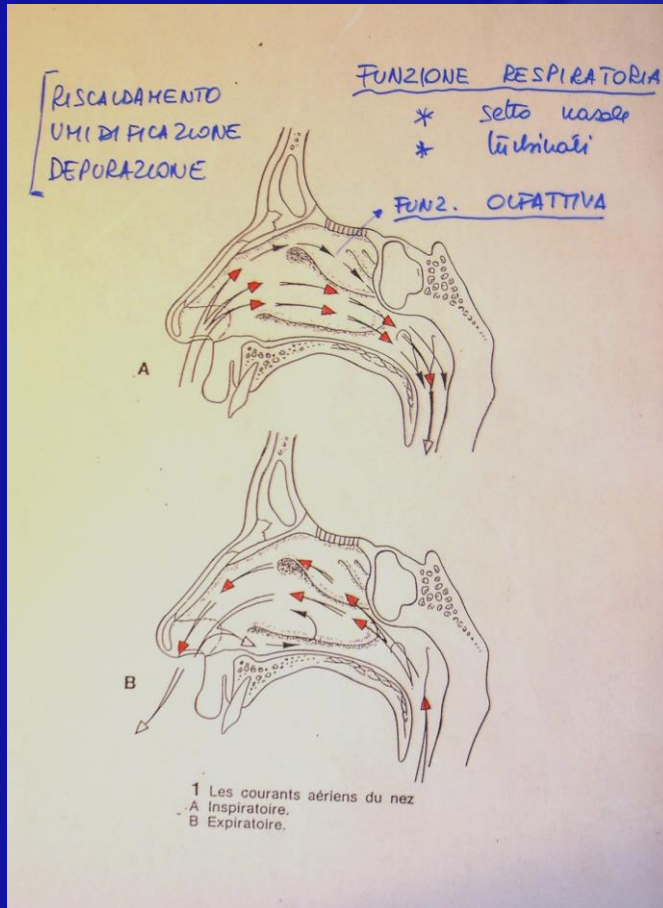 RISCALDAMENTO
UMIDIFICAZIONE
DEPURAZIONE
FUNZIONE RESPIRATORIA
* setto nasale
* turbinati
FUNZ. OLFATTIVA
A
B
1 Les courants aériens du nez
A Inspiratoire.
B Expiratoire.